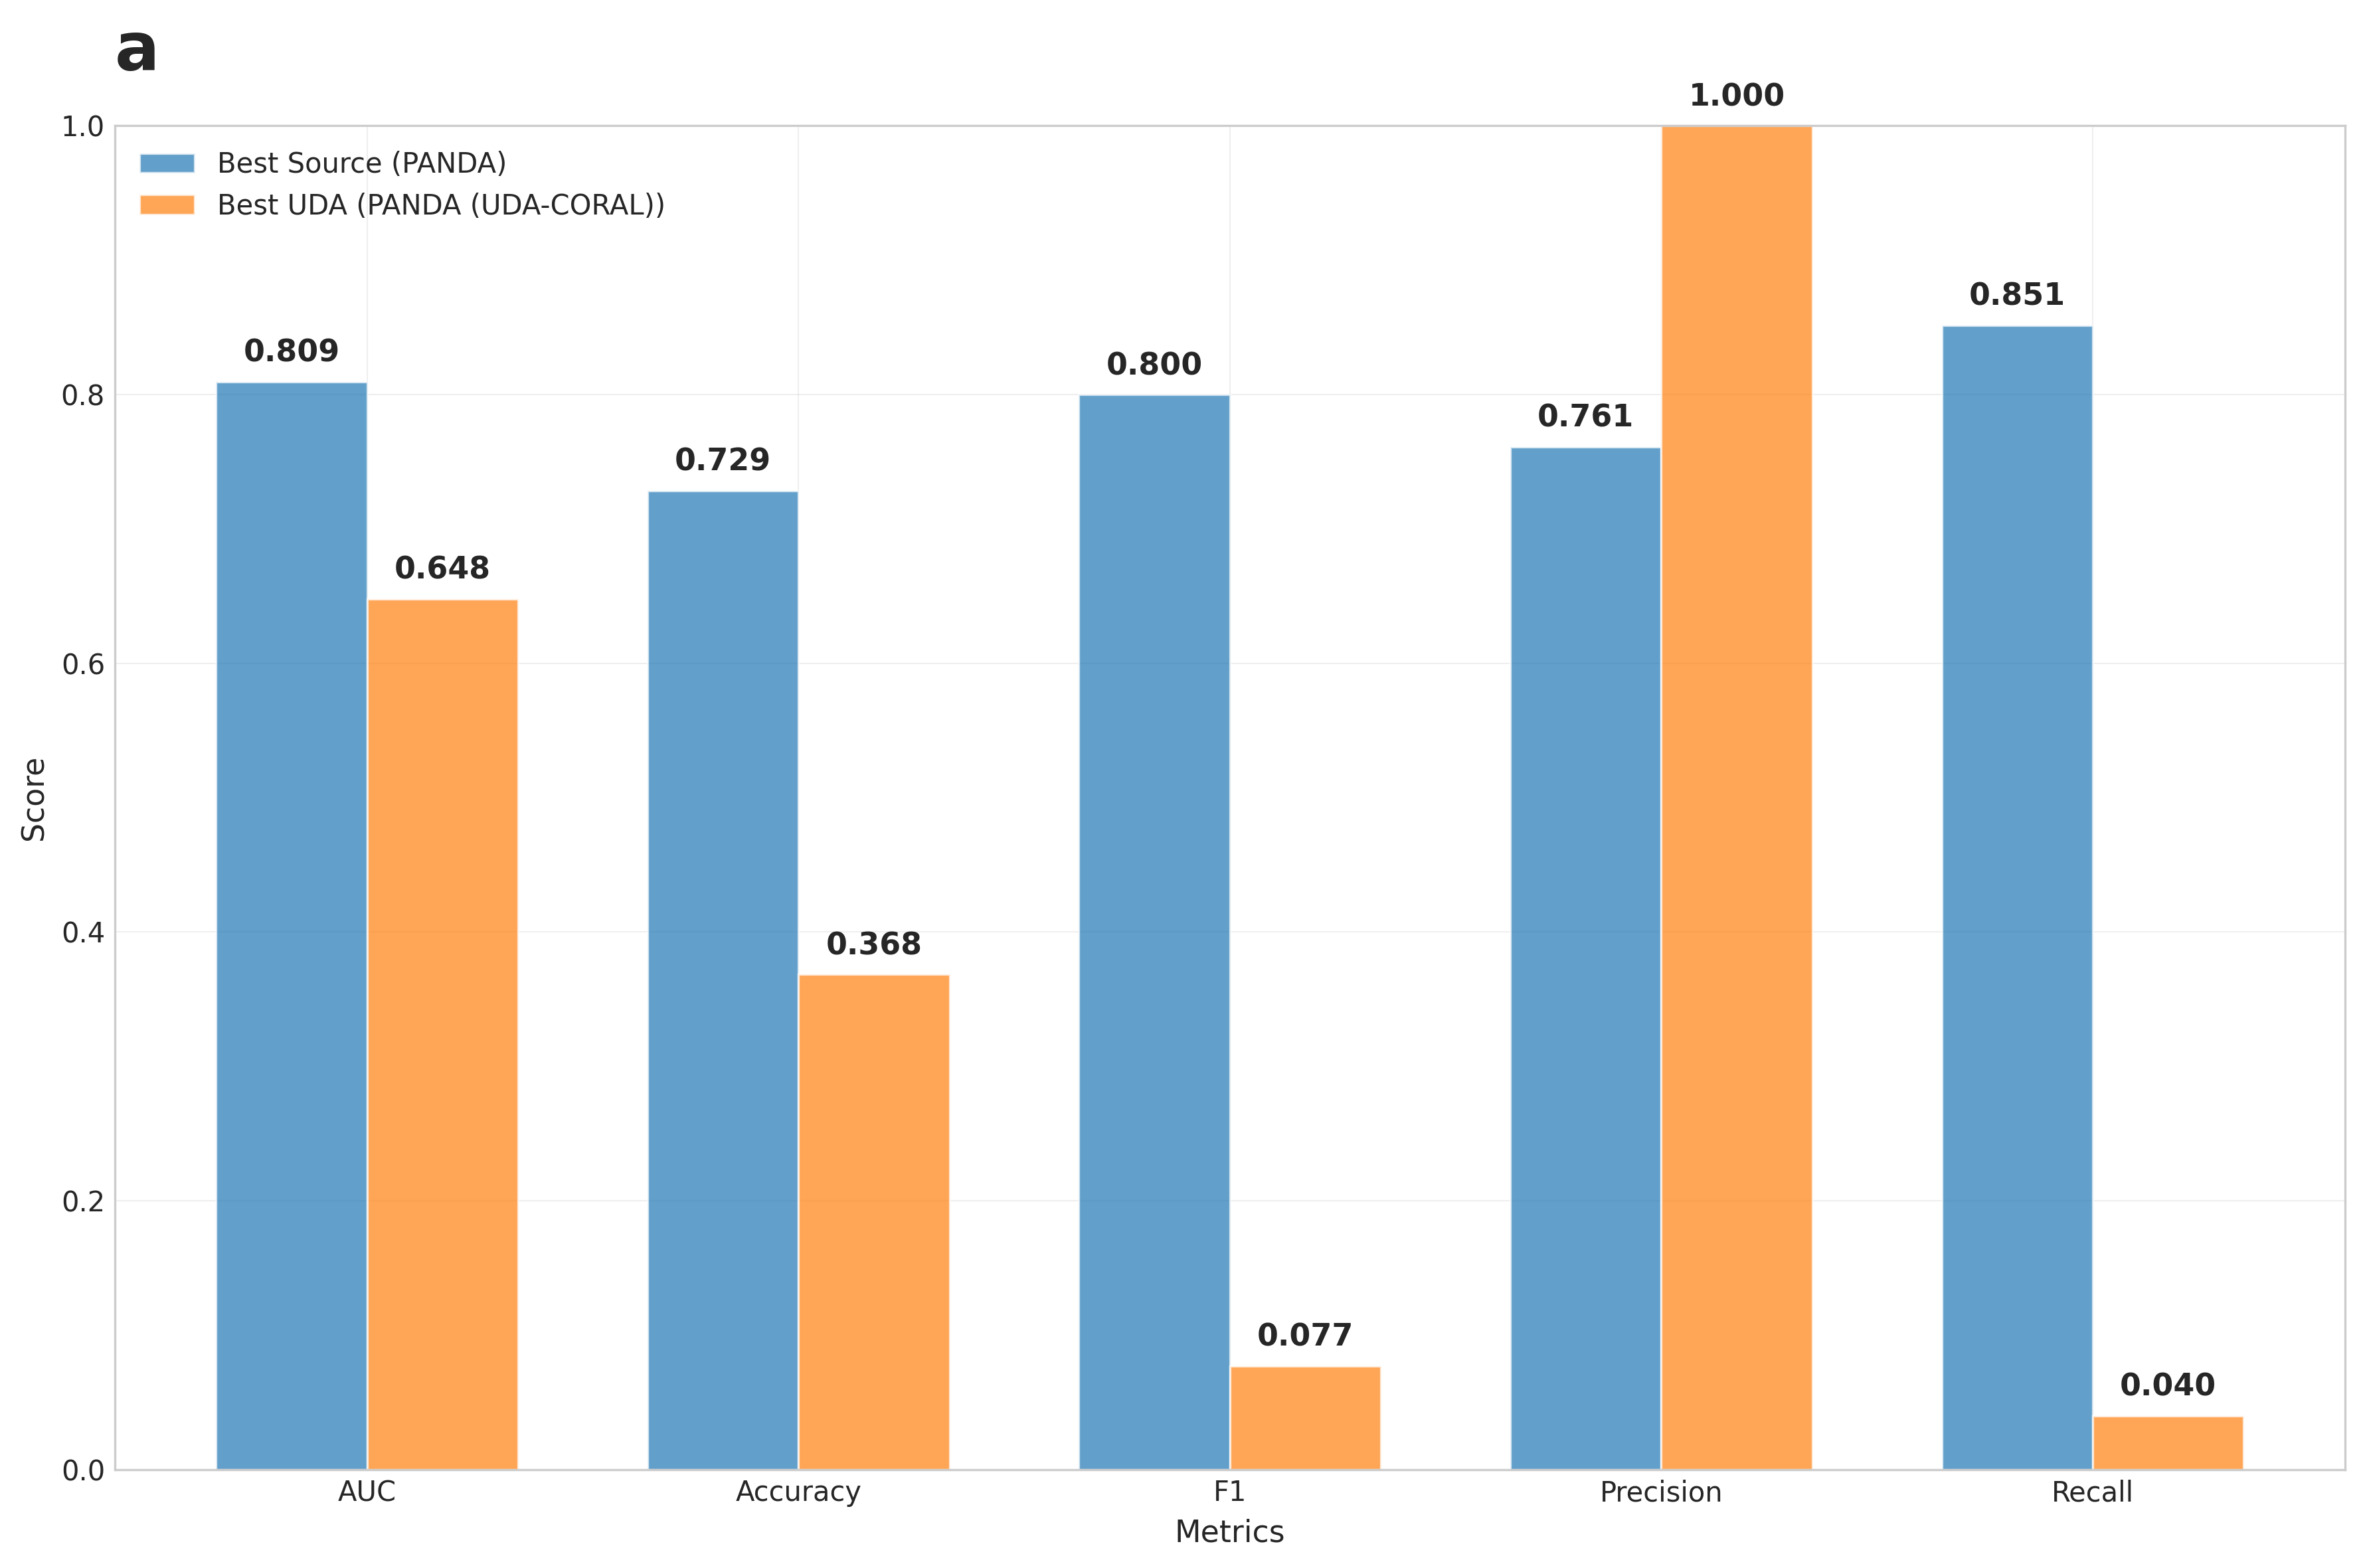 a
1.000
1.0
Best Source (PANDA)
Best UDA (PANDA (UDA-CORAL))
0.851
0.809
0.800
0.8
0.761
0.729
0.648
0.6
Score
0.4
0.368
0.077
0.040
0.2
0.0
AUC
Accuracy
F1
Precision
Recall
Metrics